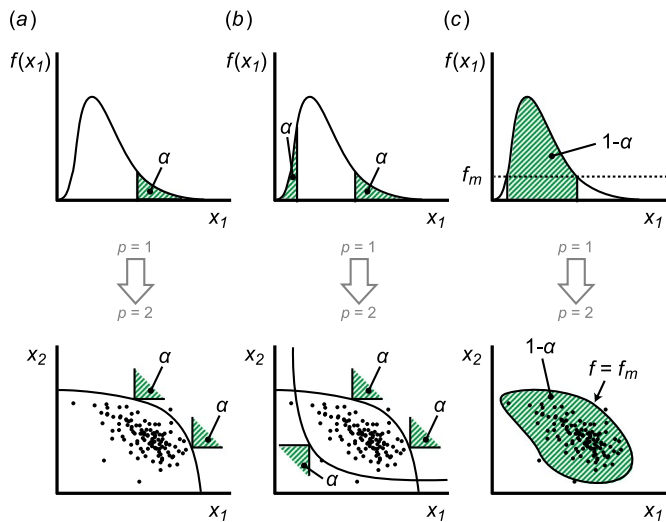 (a)
(b)
(c)
f(x1)
α
x1
α
α
x1
f(x1)
1-α
fm
x1
p = 1
p = 2
p = 1
p = 2
p = 1
p = 2
x2
α
α
x1
x2
α
α
α
x1
x2
1-α
f = fm
x1